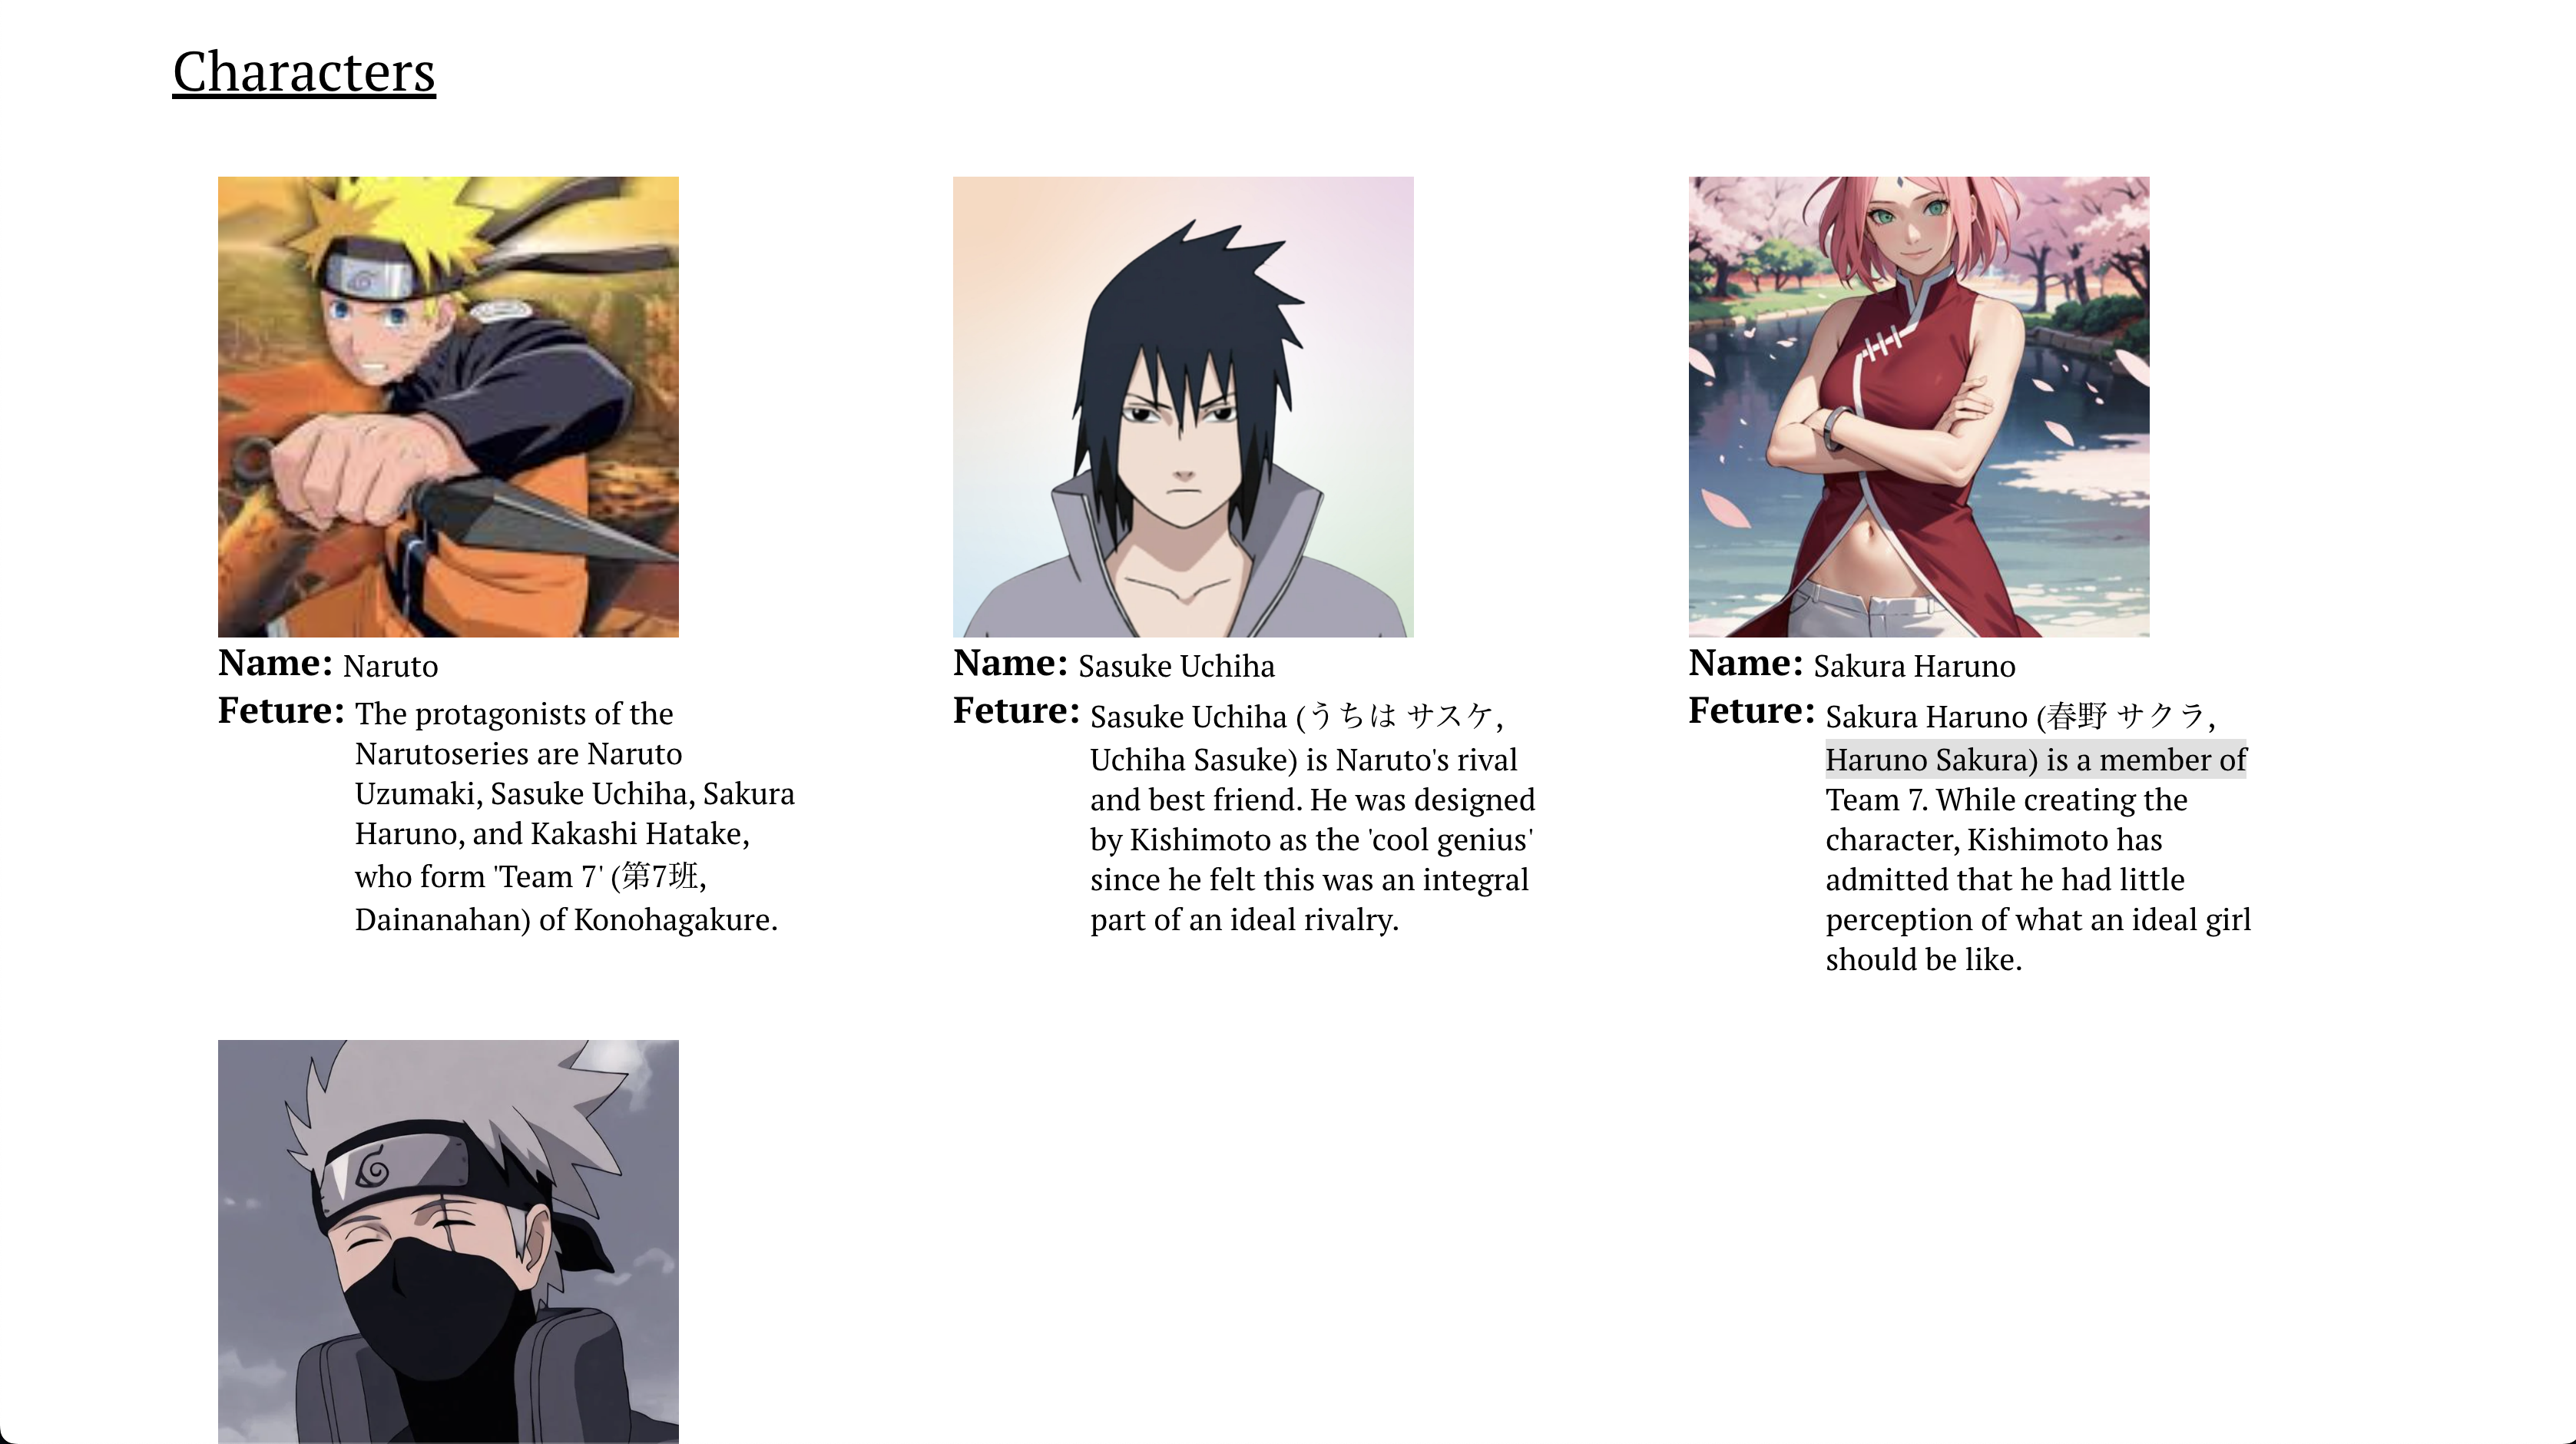 Characters
Name: Naruto
Feture: The protagonists of the
Narutoseries are Naruto
Uzumaki, Sasuke Uchiha, Sakura
Haruno, and Kakashi Hatake,
who form 'Team 7' (第7班,
Dainanahan) of Konohagakure.
Name: Sasuke Uchiha
Feture: Sasuke Uchiha (うちは サスケ,
Uchiha Sasuke) is Naruto's rival
and best friend. He was designed
by Kishimoto as the 'cool genius'
since he felt this was an integral
part of an ideal rivalry.
Name: Sakura Haruno
Feture: Sakura Haruno (春野 サクラ,
Haruno Sakura) is a member of
Team 7. While creating the
character, Kishimoto has
admitted that he had little
perception of what an ideal girl
should be like.